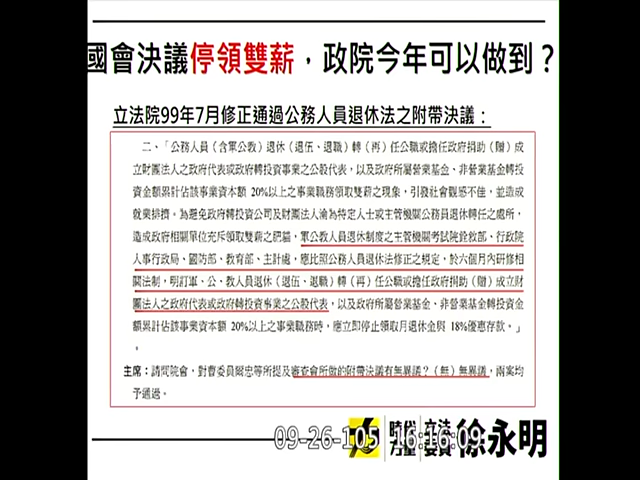 國會決議停領雙薪，政院今年可以做到？
立法院99年7月修正通過公務人員退休法之附帶決議：
二、「公務人員（含軍公教）退休（退伍、退職）轉（再）任公職或擔任政府捐助（贈）成
立財團法人之政府代表或政府轉投資事業之公股代表，以及政府所屬營業基金、非營業基金轉投
資金額累計佔該事業資本額 20%以上之事業職務領取雙薪之現象，引發社會觀感不佳，並造成
就業排擠。為避免政府轉投資公司及財團法人淪為特定人士或主管機關公務員退休轉任之處所，
造成政府相關單位充斥領取雙薪之肥貓，軍公教人員退休制度之主管機關考試院銓敘部、行政院
人事行政局、國防部、教育部、主計處，應比照公務人員退休法修正之規定，於六個月內研修相
關法制，明訂軍、公、教人員退休（退伍、退職）轉（再）任公職或擔任政府捐助（贈）成立財
團法人之政府代表或政府轉投資事業之公股代表，以及政府所屬營業基金、非營業基金轉投資金
額累計佔該事業資本額 20%以上之事業職務時，應立即停止領取月退休金與 18%優惠存款。」
。
主席：請問院會，對曹委員爾忠等所提及審查會所做的附帶決議有無異議？（無）無異議，兩案均
予通過。
時代力量 立法委員 徐永明
09-26-105 16:16:09